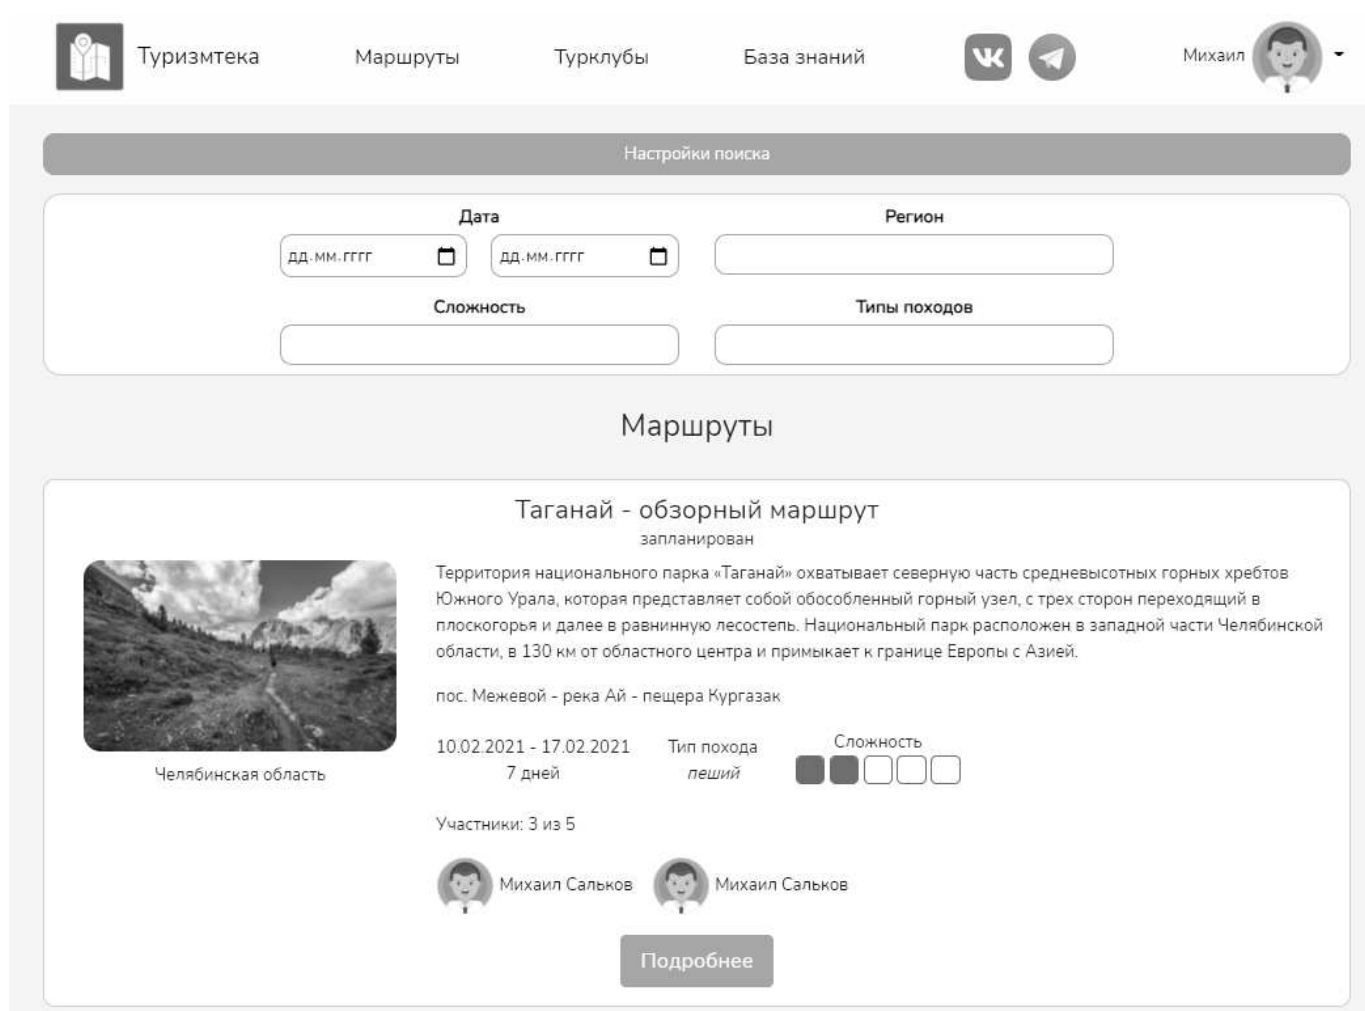 Туризмтека Маршруты Турклубы База знаний Михаил
Настройки поиска
Дата Регион
дд.мм.гггг дд.мм.гггг
Сложность Типы походов
Маршруты
Таганай - обзорный маршрут
запланирован
Территория национального парка «Таганай» охватывает северную часть средневысотных горных хребтов
Южного Урала, которая представляет собой обособленный горный узел, с трех сторон переходящий в
плоскогорья и далее в равнинную лесостепь. Национальный парк расположен в западной части Челябинской
области, в 130 км от областного центра и примыкает к границе Европы с Азией.
пос. Межевой - река Ай - пещера Кургазак
10.02.2021 - 17.02.2021 Тип похода Сложность
7 дней пеший
Челябинская область
Участники: 3 из 5
Михаил Сальков Михаил Сальков
Подробнее